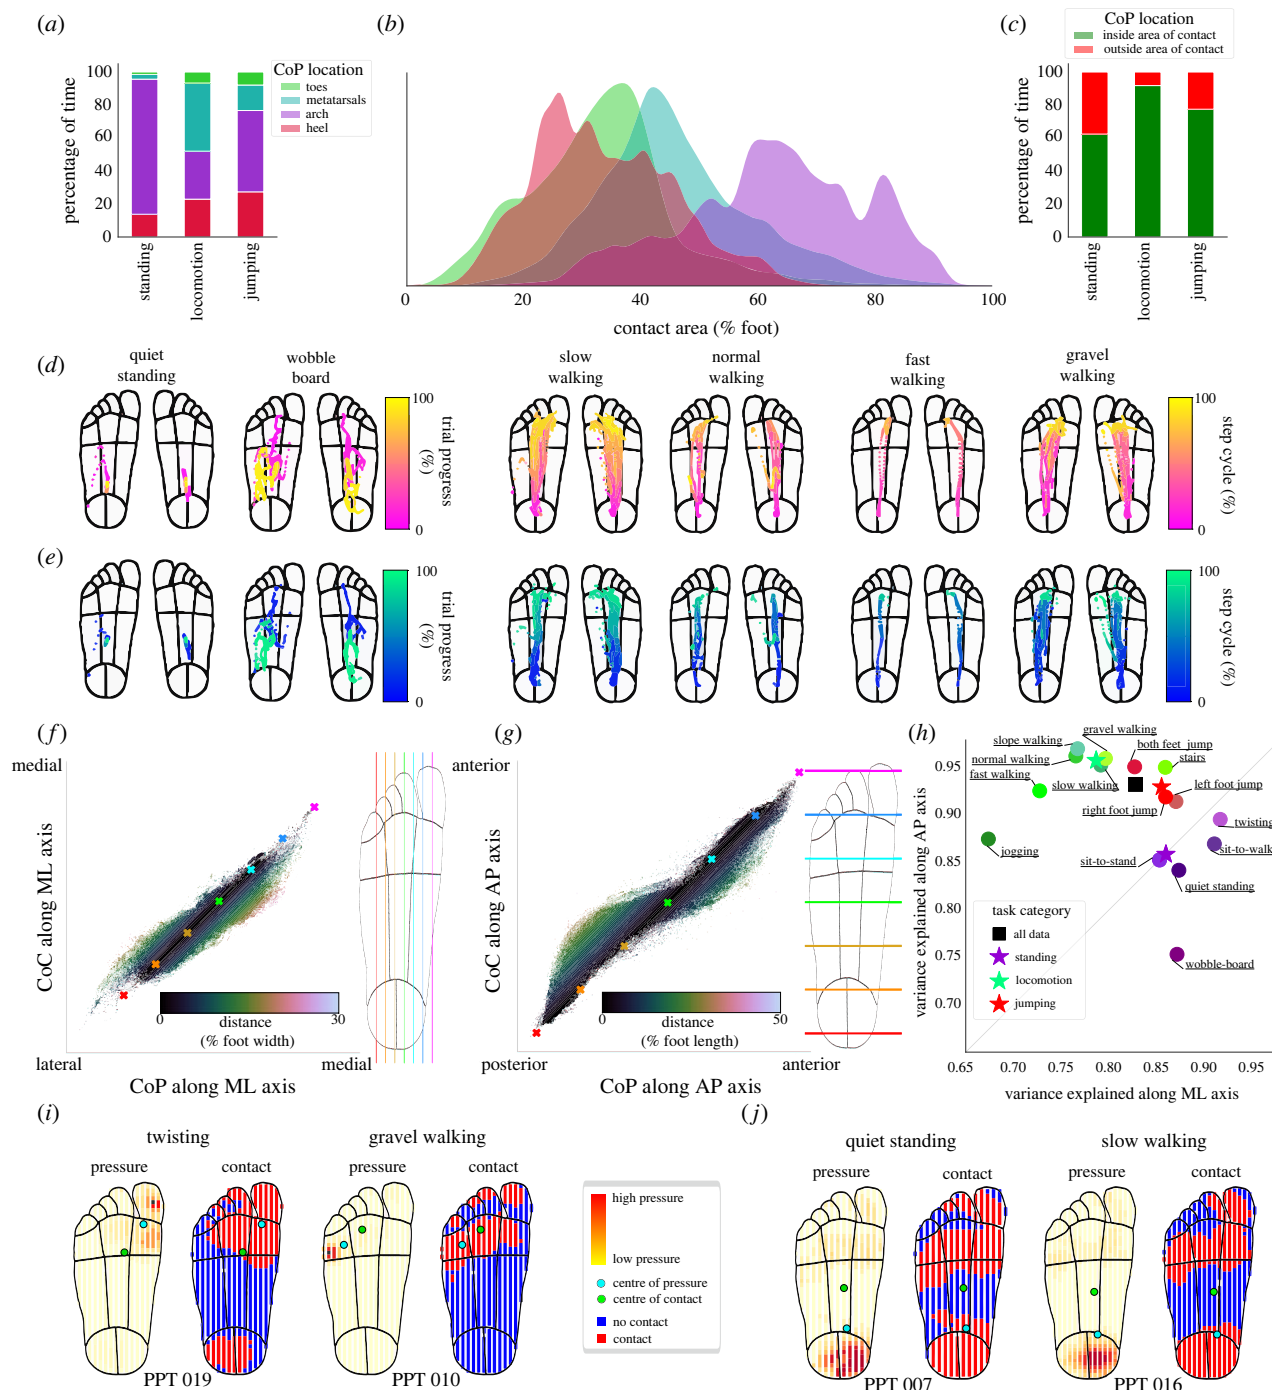 (a)
(b)
(c)
CoP location
inside area of contact
outside area of contact
100
80
60
40
20
0
percentage of time
CoP location
toes
metatarsals
arch
heel
standing
locomotion
jumping
0
20
40
60
80
100
contact area (% foot)
100
80
60
40
20
0
percentage of time
standing
locomotion
jumping
(d)
quiet
standing
wobble
board
slow
walking
normal
walking
fast
walking
gravel
walking
100
0
trial progress
(%)
100
0
step cycle (%)
(e)
100
0
trial progress
(%)
100
0
step cycle (%)
(f)
medial
CoC along ML axis
0
30
distance
(% foot width)
lateral
medial
CoP along ML axis
(g)
anterior
CoC along AP axis
0
50
distance
(% foot length)
posterior
anterior
CoP along AP axis
(h)
variance explained along AP axis
0.95
0.90
0.85
0.80
0.75
0.70
gravel walking
slope walking
both feet jump
normal walking
stairs
fast walking
slow walking
left foot jump
right foot jump
twisting
jogging
sit-to-stand
sit-to-walk
quiet standing
wobble-board
task category
all data
standing
locomotion
jumping
0.65
0.70
0.75
0.80
0.85
0.90
0.95
variance explained along ML axis
(i)
twisting
gravel walking
pressure
contact
pressure
contact
PPT 019
PPT 010
high pressure
low pressure
centre of pressure
centre of contact
no contact
contact
(j)
quiet standing
slow walking
pressure
contact
pressure
contact
PPT 007
PPT 016